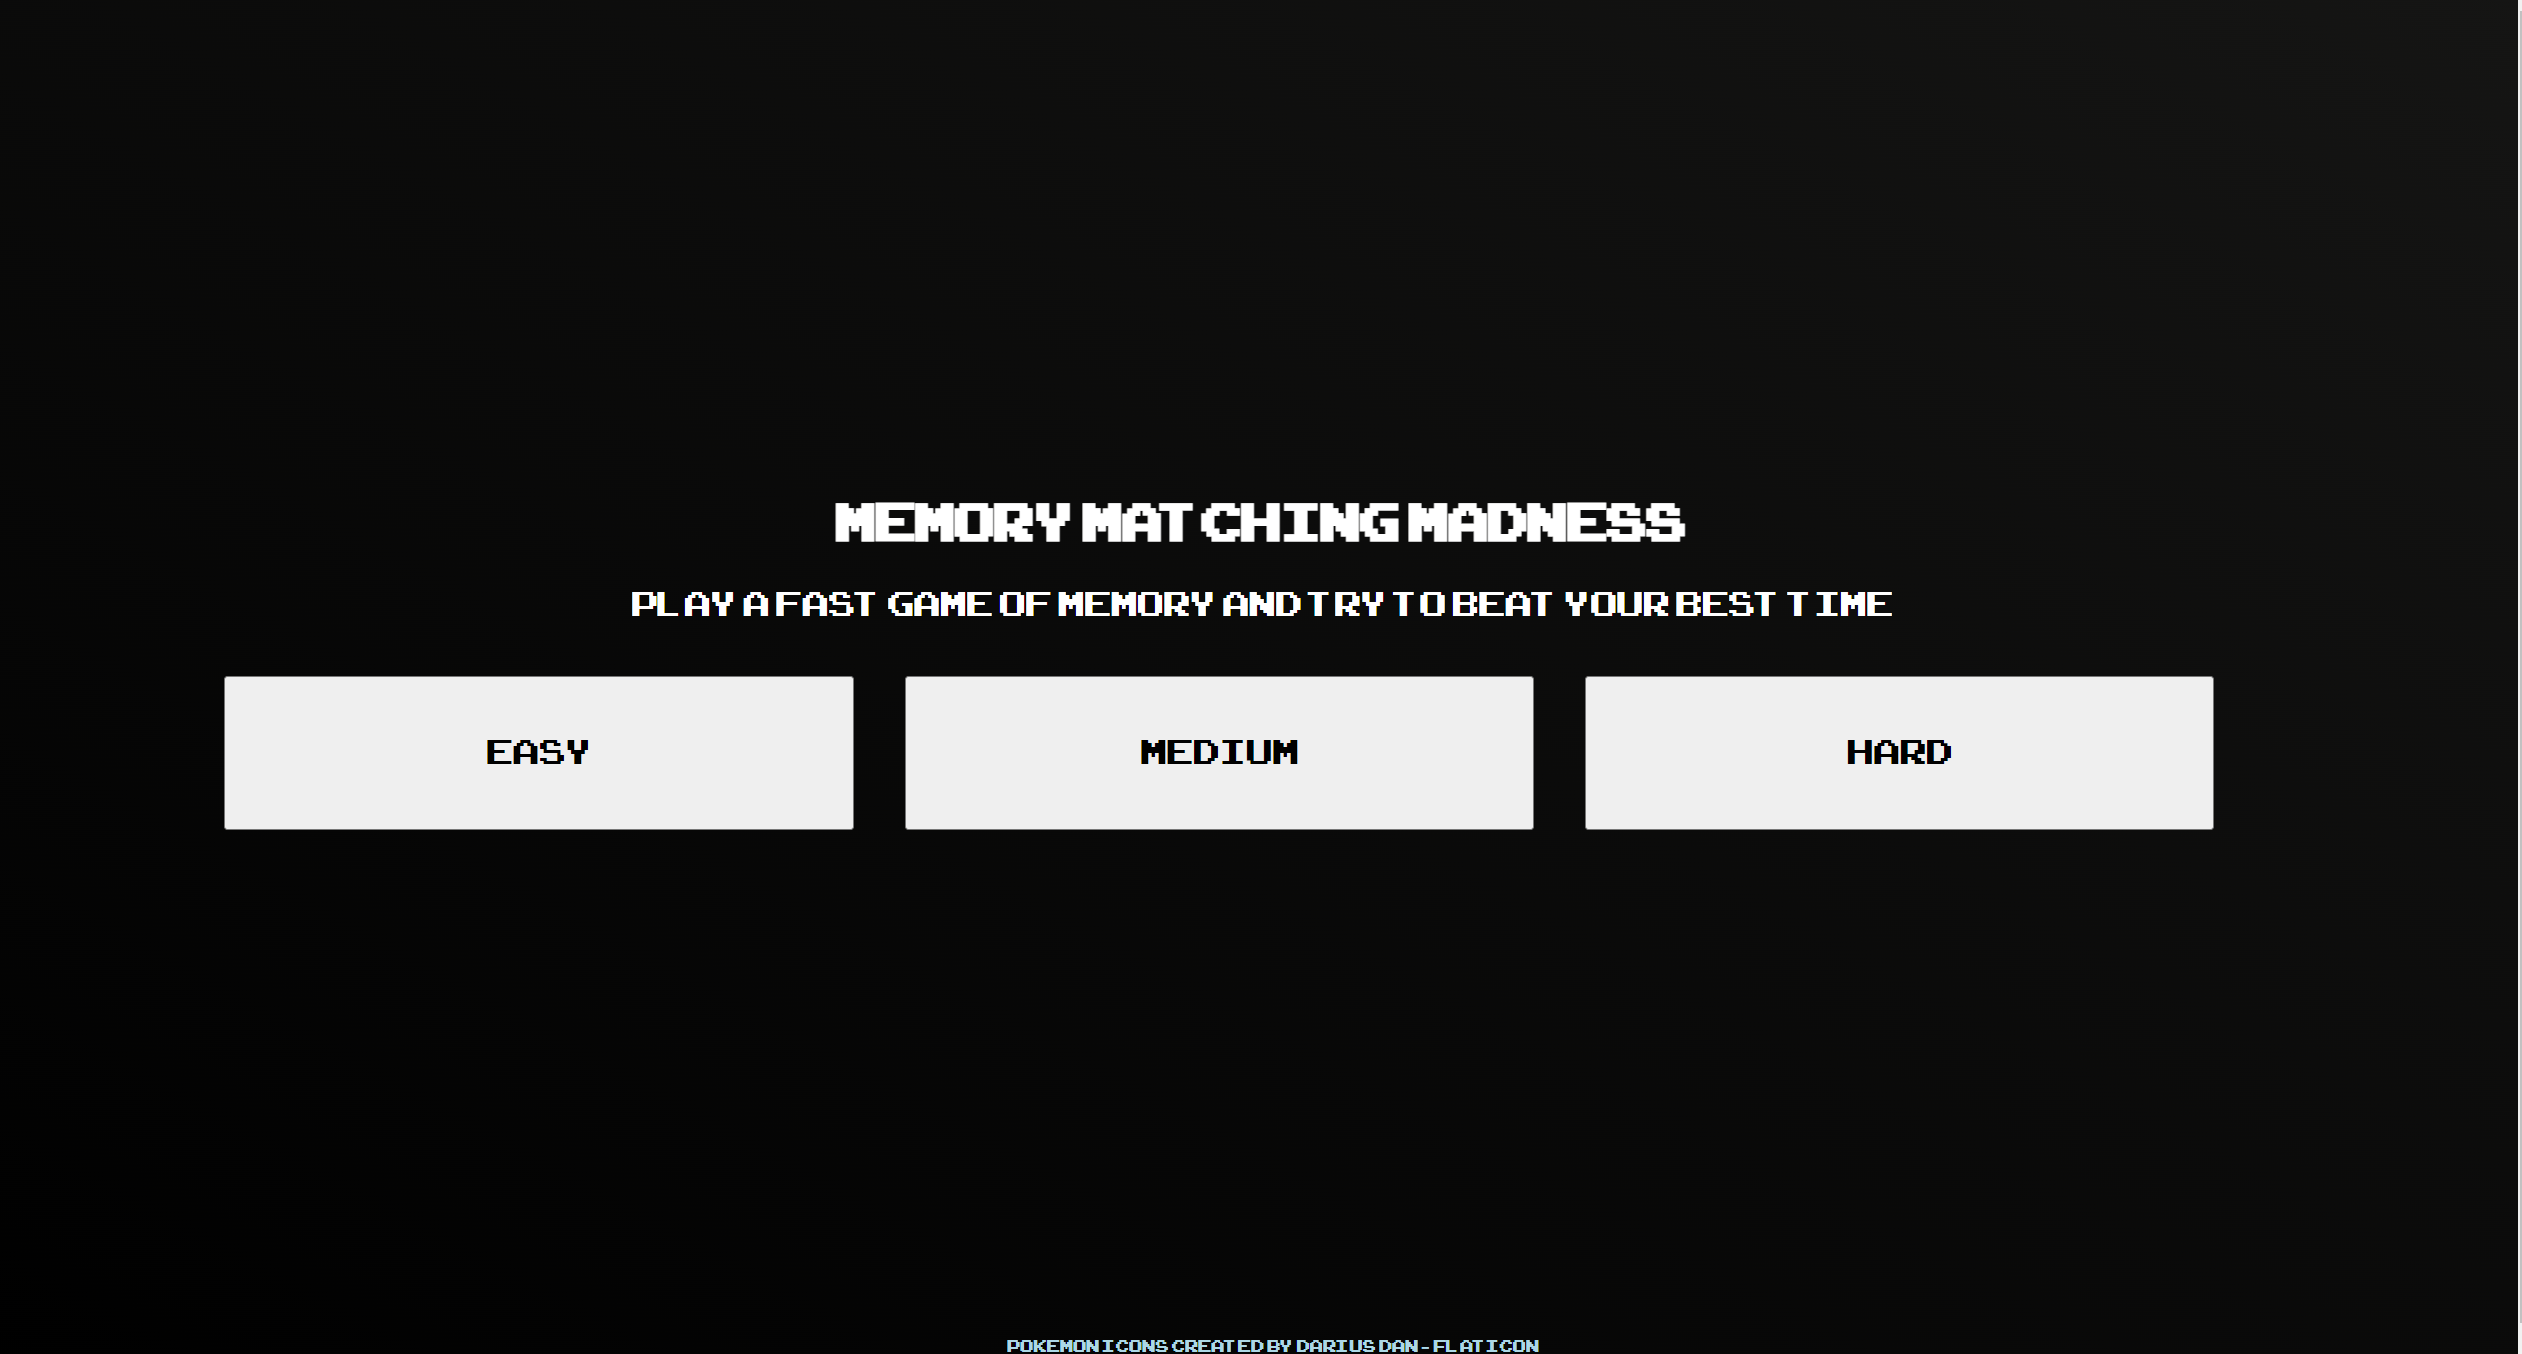 MEMORY MATCHING MADNESS
PLAY A FAST GAME OF MEMORY AND TRY TO BEAT YOUR BEST TIME
EASY MEDIUM HARD
POKEMON ICONS CREATED BY DARIUS DAN - FLATICON